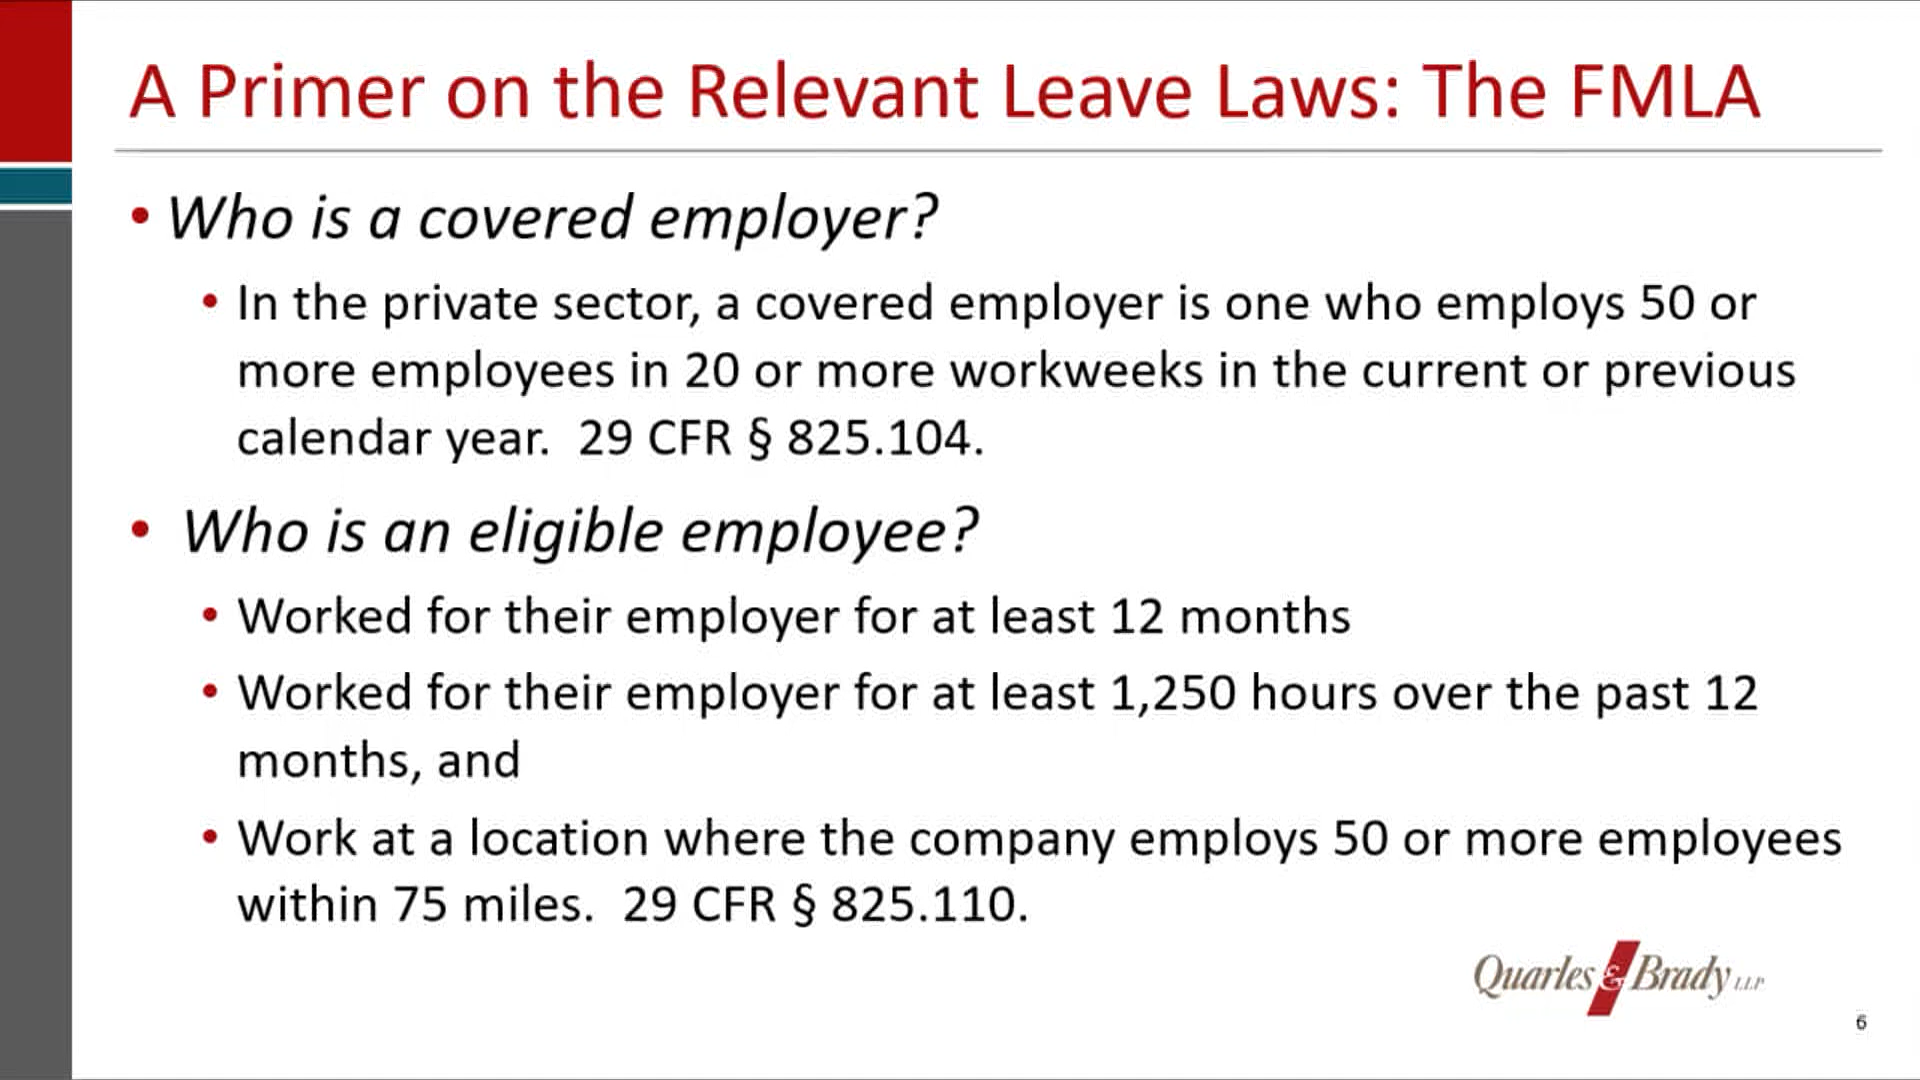 A Primer on the Relevant Leave Laws: The FMLA
• Who is a covered employer?
• In the private sector, a covered employer is one who employs 50 or
more employees in 20 or more workweeks in the current or previous
calendar year.  29 CFR § 825.104.
• Who is an eligible employee?
• Worked for their employer for at least 12 months
• Worked for their employer for at least 1,250 hours over the past 12
months, and
• Work at a location where the company employs 50 or more employees
within 75 miles.  29 CFR § 825.110.
Quarles & Brady LLP
6